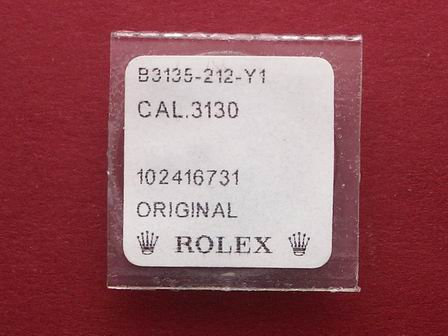 B3135-212-Y1
CAL.3130
102416731
ORIGINAL
ROLEX